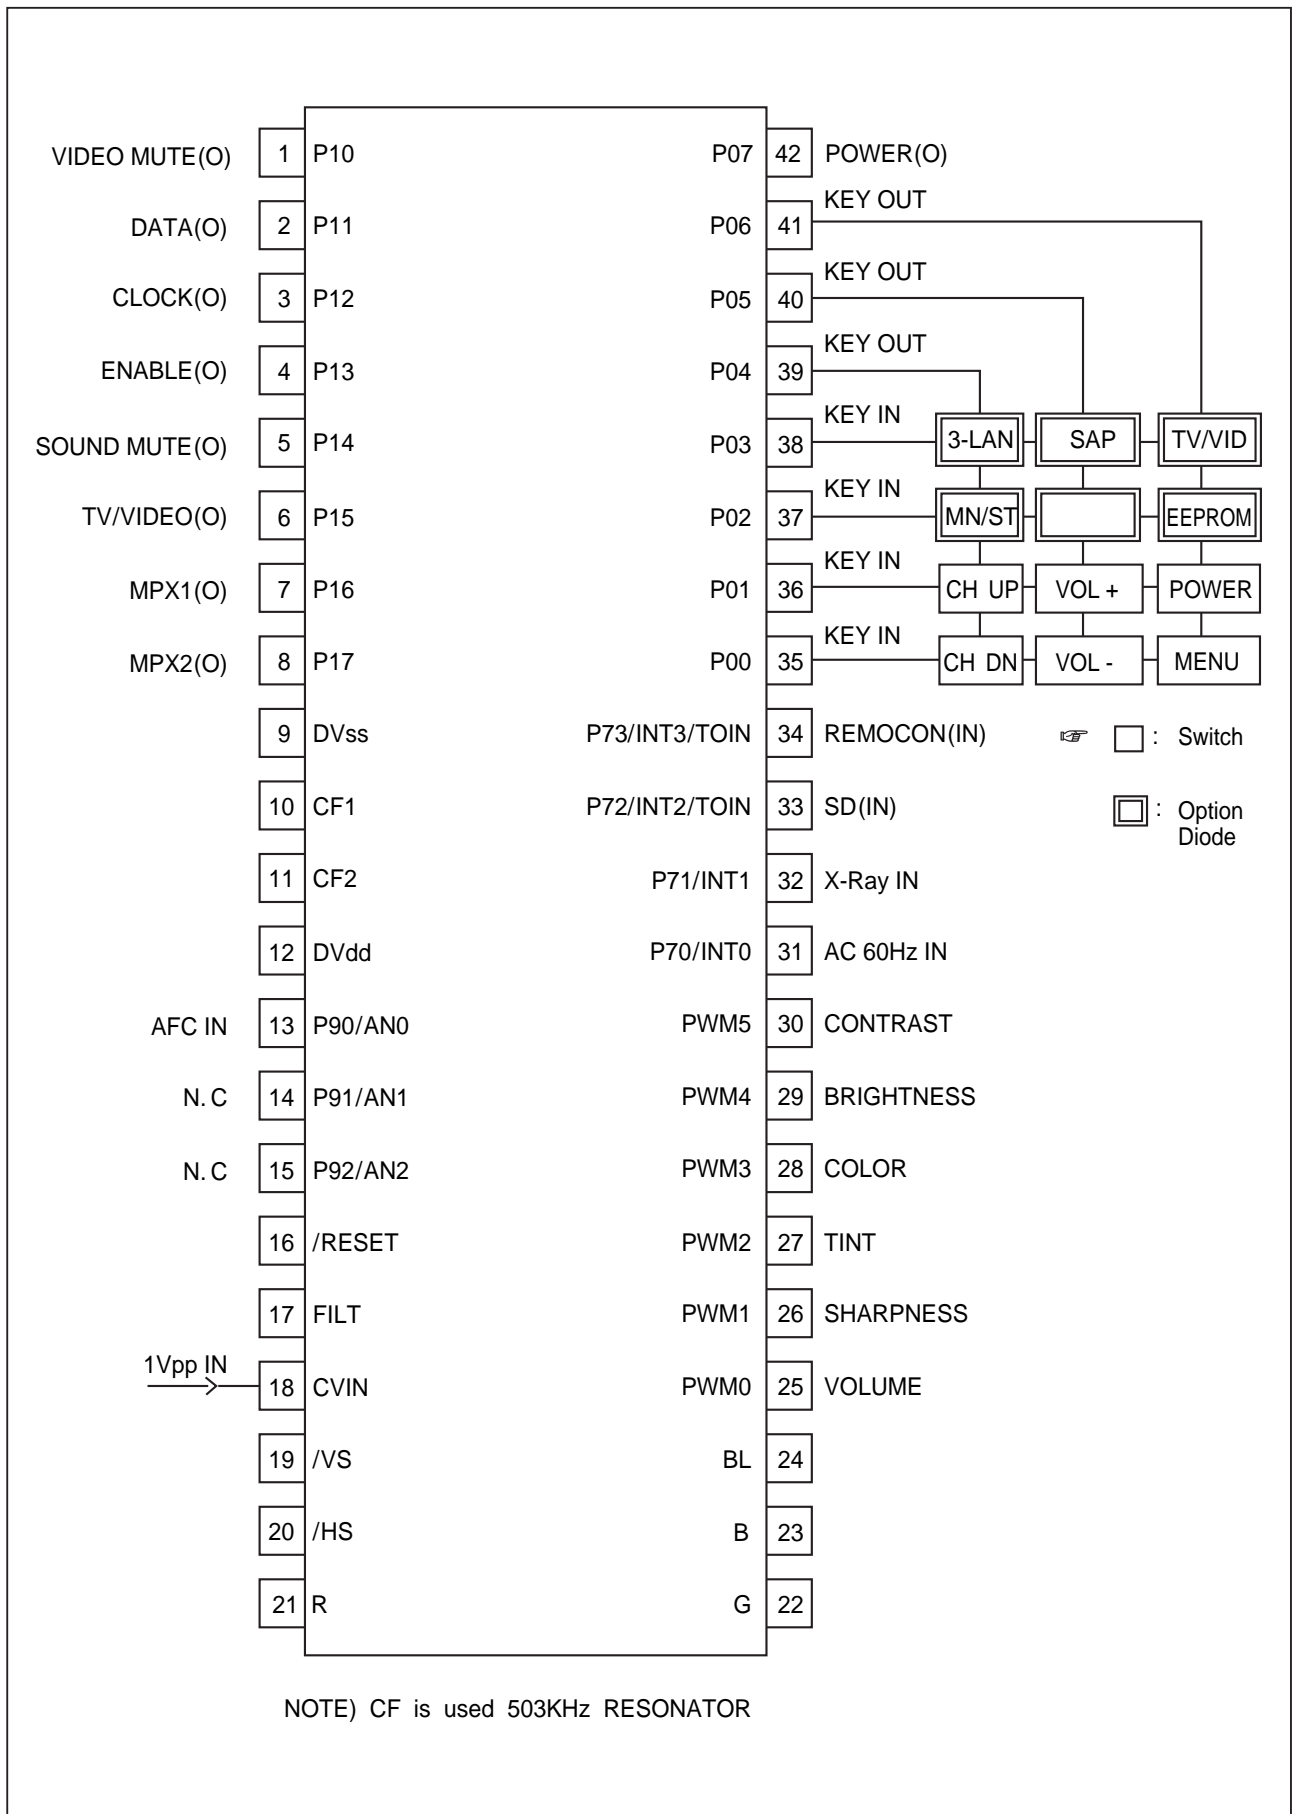 VIDEO MUTE(O) 1 P10 P07 42 POWER(O)
KEY OUT
DATA(O) 2 P11 P06 41
KEY OUT
CLOCK(O) 3 P12 P05 40
KEY OUT
ENABLE(O) 4 P13 P04 39
KEY IN
SOUND MUTE(O) 5 P14 P03 38 3-LAN SAP TV/VID
KEY IN
TV/VIDEO(O) 6 P15 P02 37 MN/ST EEPROM
KEY IN
MPX1(O) 7 P16 P01 36 CH UP VOL + POWER
KEY IN
MPX2(O) 8 P17 P00 35 CH DN VOL - MENU
9 DVss P73/INT3/TOIN 34 REMOCON(IN) ☞ : Switch
10 CF1 P72/INT2/TOIN 33 SD(IN) : Option
Diode
11 CF2 P71/INT1 32 X-Ray IN
12 DVdd P70/INT0 31 AC 60Hz IN
AFC IN 13 P90/AN0 PWM5 30 CONTRAST
N.C 14 P91/AN1 PWM4 29 BRIGHTNESS
N.C 15 P92/AN2 PWM3 28 COLOR
16 /RESET PWM2 27 TINT
17 FILT PWM1 26 SHARPNESS
1Vpp IN
18 CVIN PWM0 25 VOLUME
19 /VS BL 24
20 /HS B 23
21 R G 22
NOTE) CF is used 503KHz RESONATOR